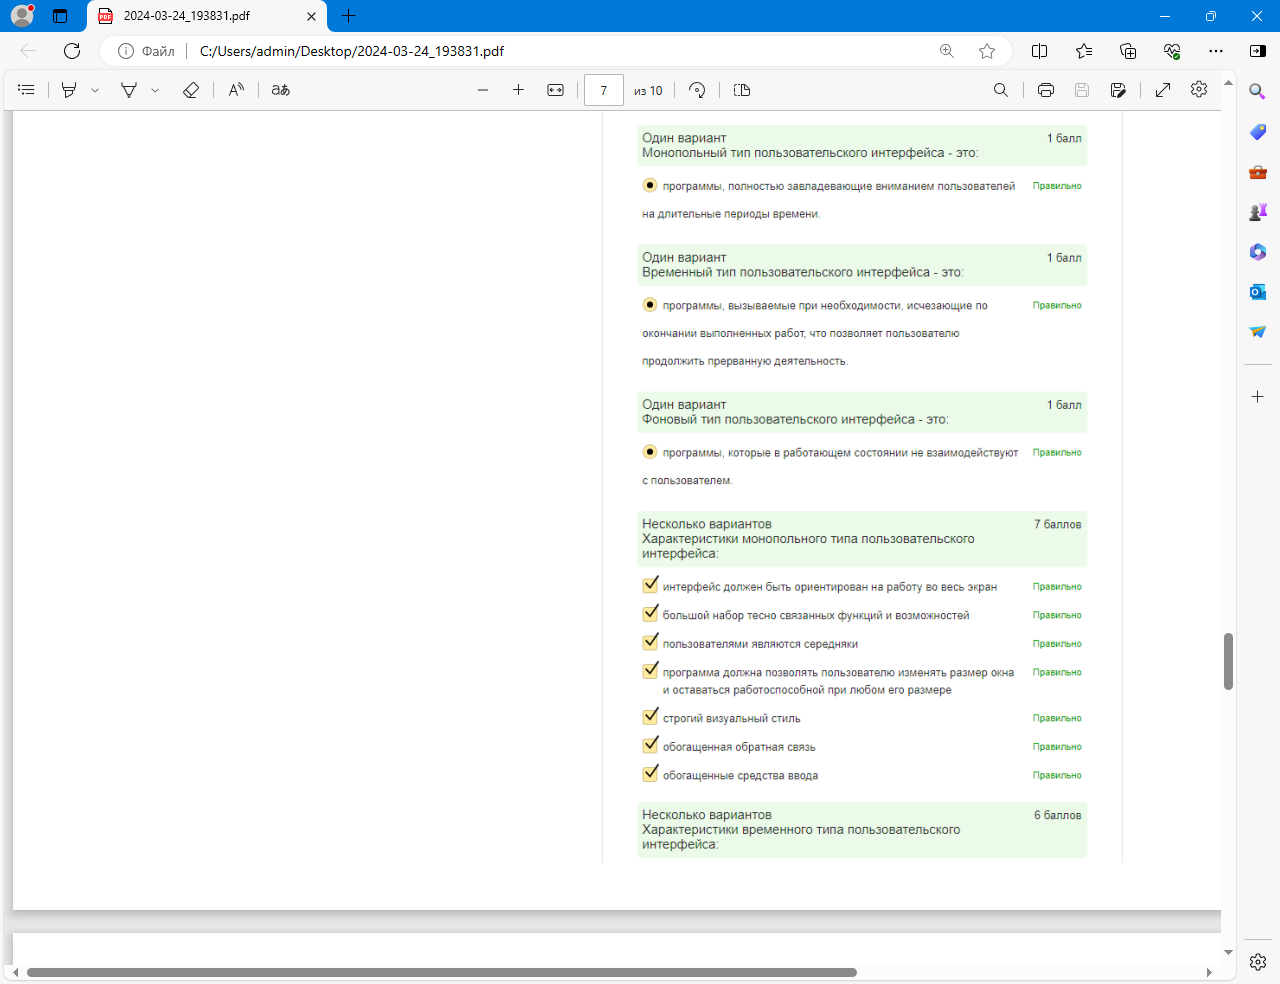 2024-03-24_193831.pdf
Файл
C:/Users/admin/Desktop/2024-03-24_193831.pdf
7
из 10
Один вариант
1 балл
Монопольный тип пользовательского интерфейса - это:
программы, полностью завладевающие вниманием пользователей
Правильно
на длительные периоды времени.
Один вариант
1 балл
Временный тип пользовательского интерфейса - это:
программы, вызываемые при необходимости, исчезающие по
Правильно
окончании выполненных работ, что позволяет пользователю
продолжить прерванную деятельность.
Один вариант
1 балл
Фоновый тип пользовательского интерфейса - это:
программы, которые в работающем состоянии не взаимодействуют
Правильно
с пользователем.
Несколько вариантов
7 баллов
Характеристики монопольного типа пользовательского
интерфейса:
интерфейс должен быть ориентирован на работу во весь экран
Правильно
большой набор тесно связанных функций и возможностей
Правильно
пользователями являются середняки
Правильно
программа должна позволять пользователю изменять размер окна
Правильно
и оставаться работоспособной при любом его размере
строгий визуальный стиль
Правильно
обогащенная обратная связь
Правильно
обогащенные средства ввода
Правильно
Несколько вариантов
6 баллов
Характеристики временного типа пользовательского
интерфейса: